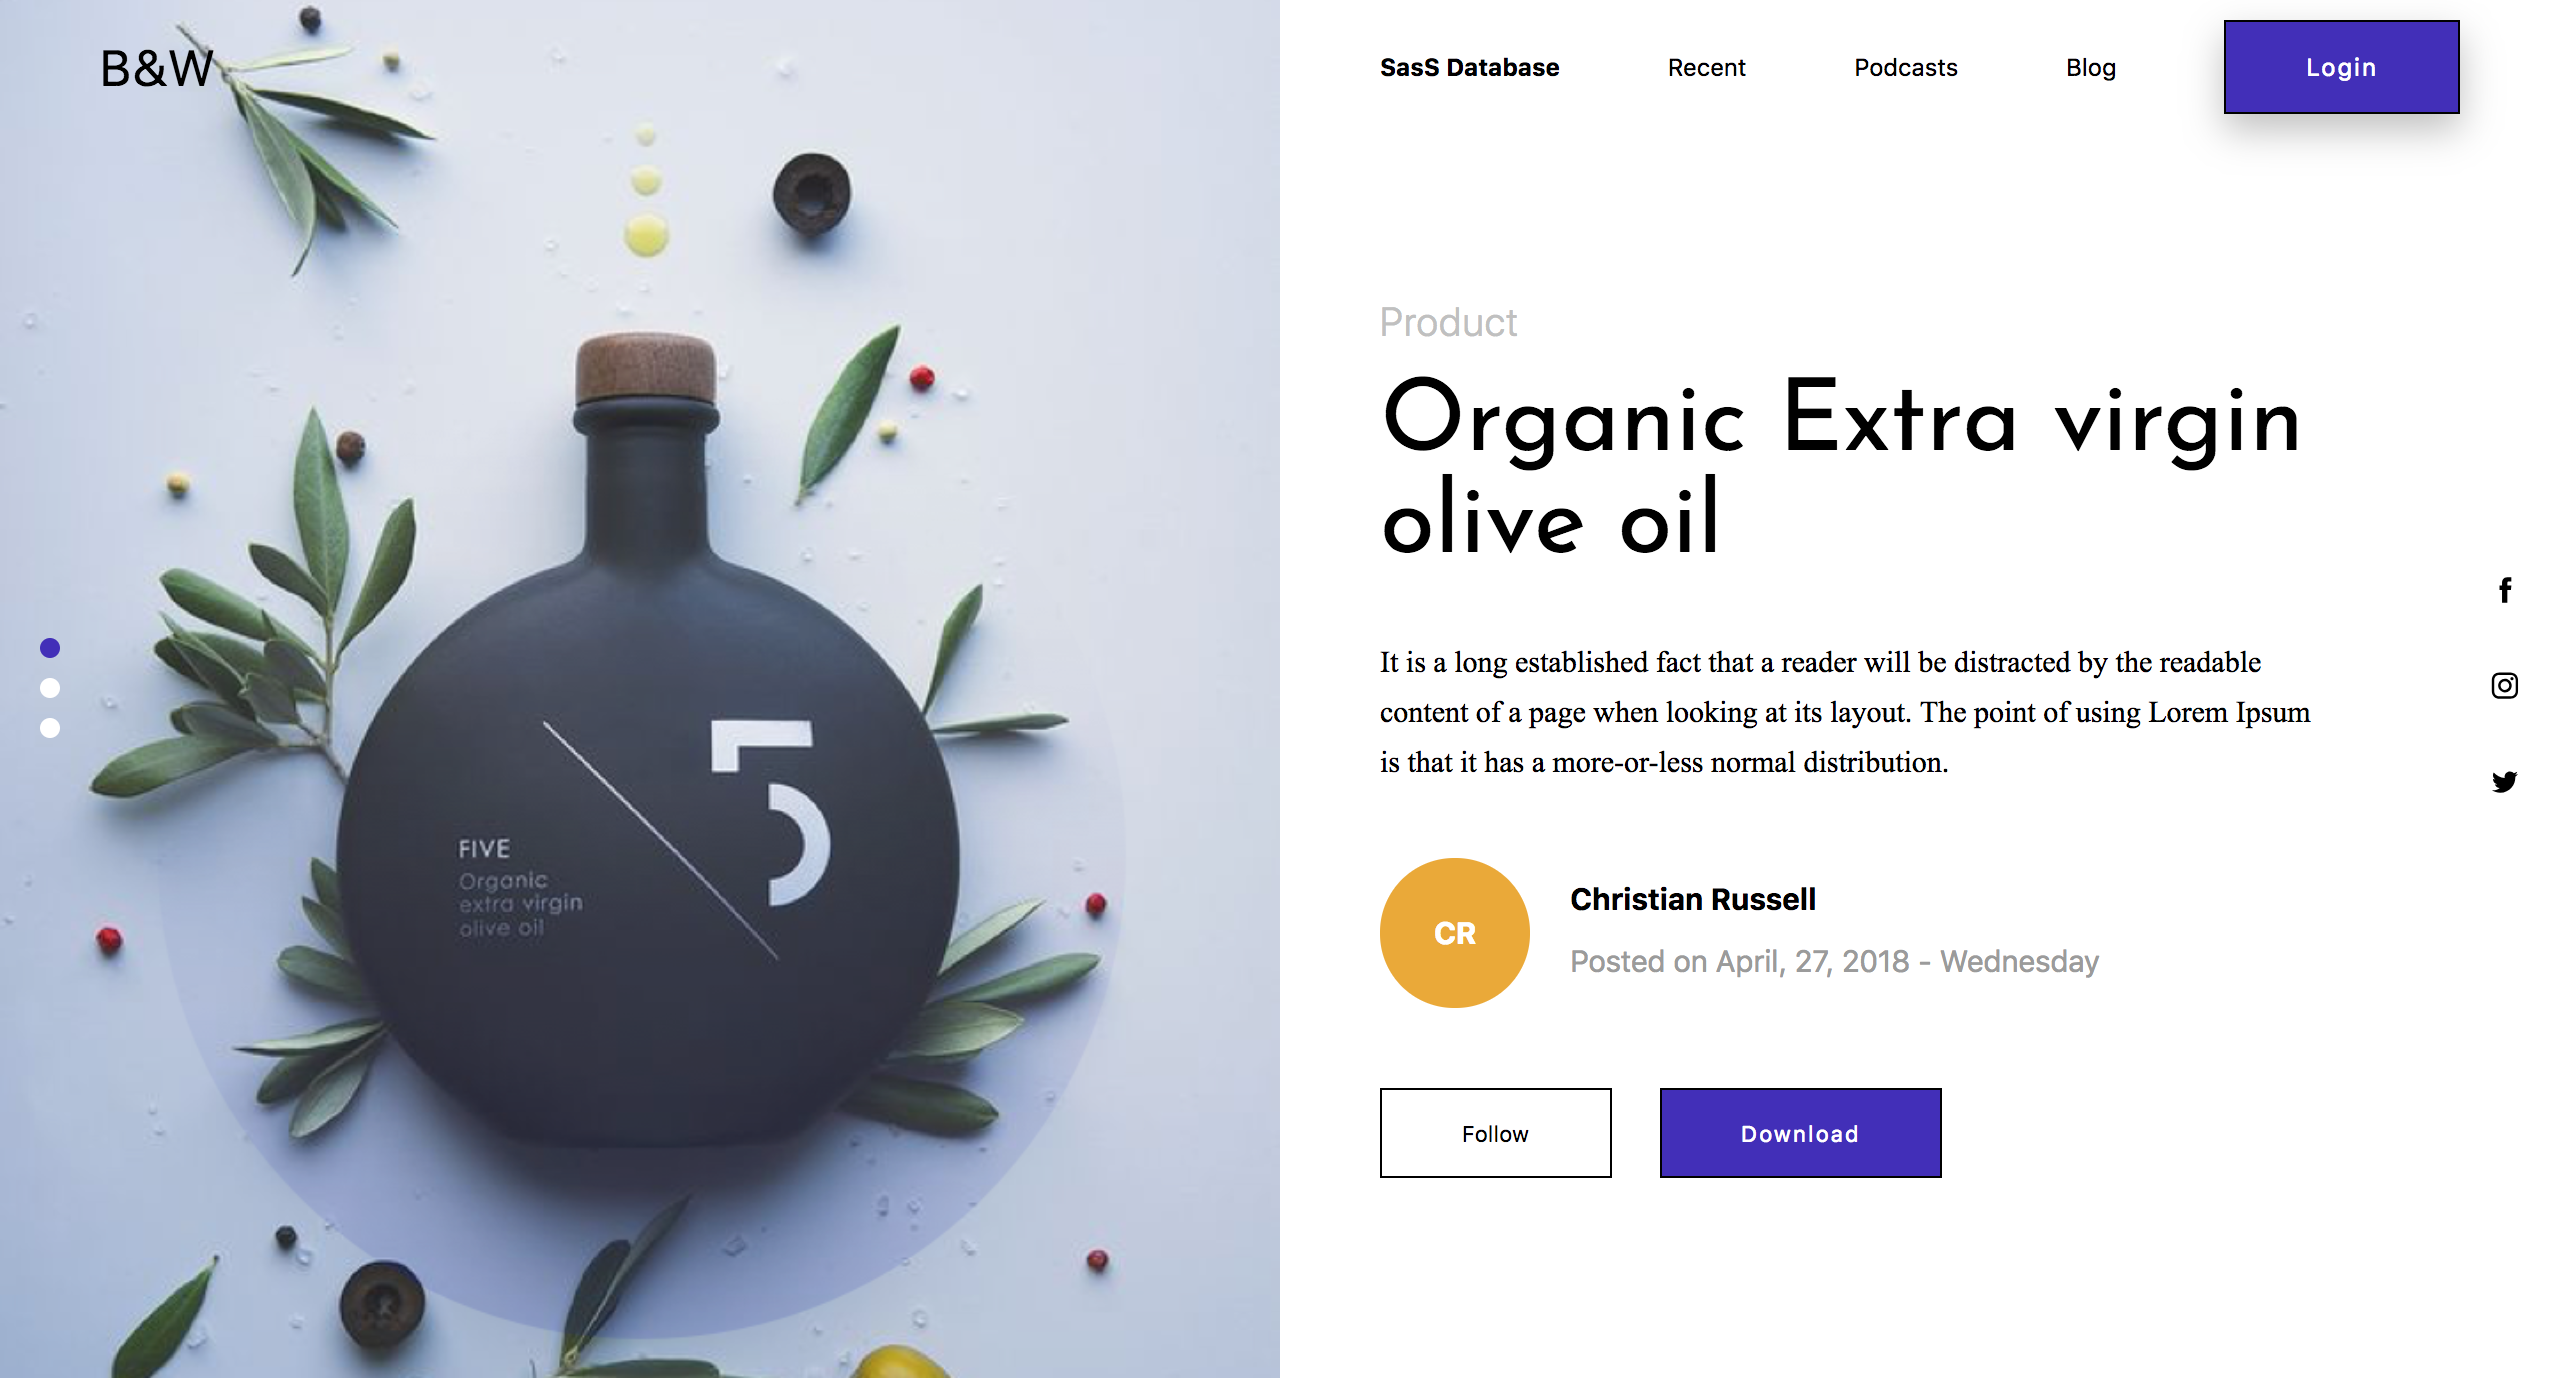 B&W
SasS Database
Recent
Podcasts
Blog
Login
Product
Organic Extra virgin
olive oil
It is a long established fact that a reader will be distracted by the readable
content of a page when looking at its layout. The point of using Lorem Ipsum
is that it has a more-or-less normal distribution.
CR
Christian Russell
Posted on April, 27, 2018 - Wednesday
Follow
Download
5
FIVE
Organic
extra virgin
olive oil